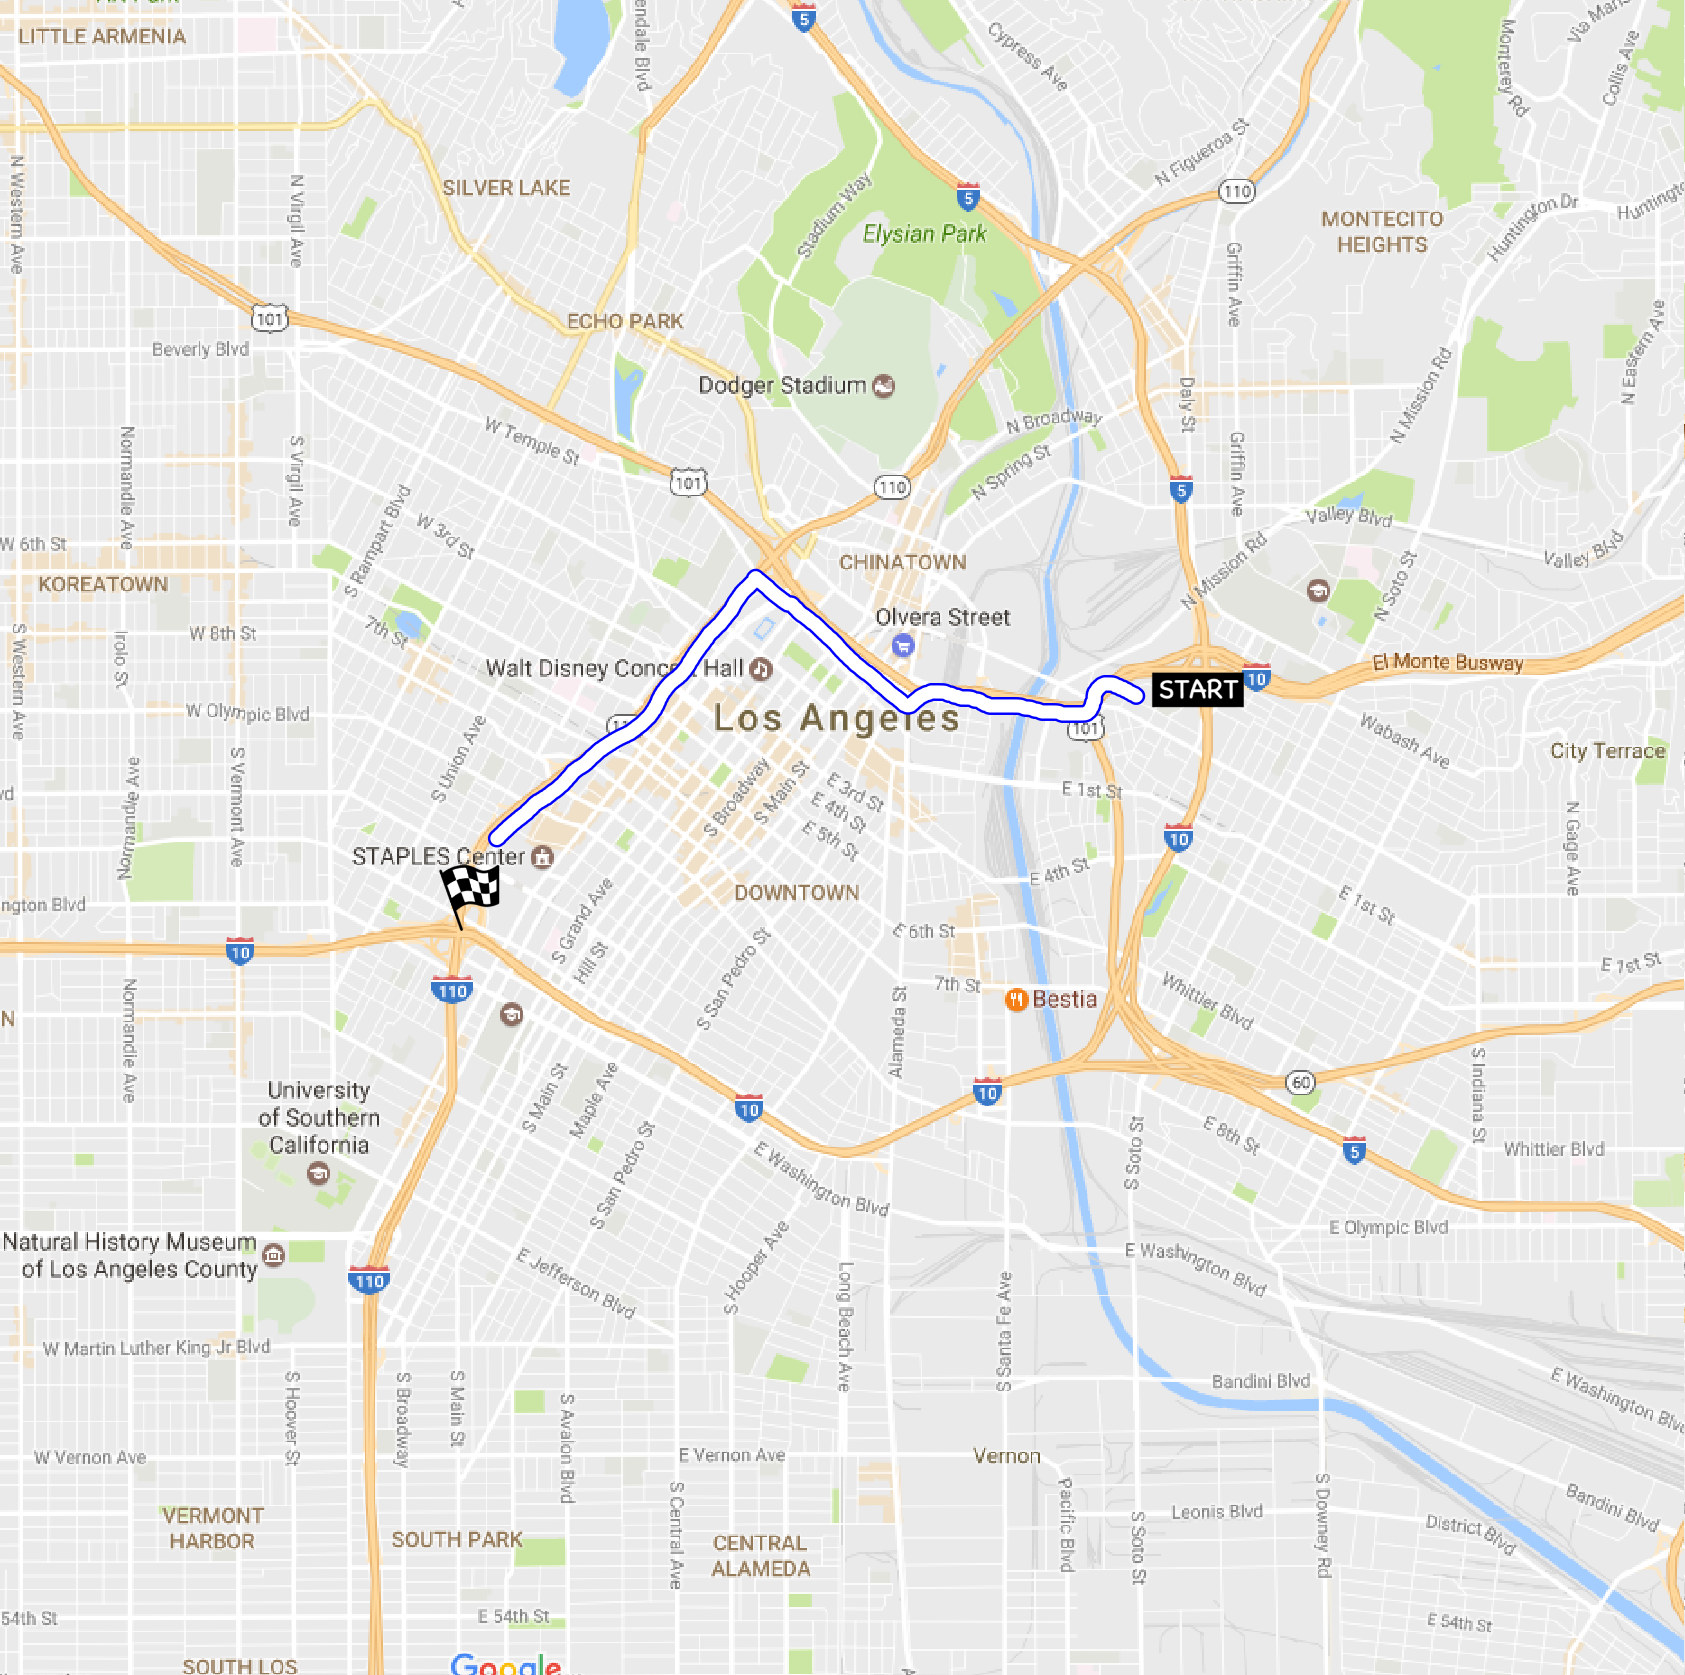 5
LITTLE ARMENIA
Cypress Ave
Monterey Rd
Collis Ave
N Western Ave
N Virgil Ave
SILVER LAKE
Stadium Way
5
N Figueroa St
110
Elysian Park
MONTECITO
HEIGHTS
Huntington Dr
Griffin Ave
101
ECHO PARK
Beverly Blvd
Dodger Stadium
N Broadway
Daly St
N Mission Rd
N Eastern Ave
W Temple St
Normandie Ave
S Virgil Ave
101
110
N Spring St
5
Griffin Ave
S Rampart Blvd
W 3rd St
Valley Blvd
Valley Blvd
W 6th St
KOREATOWN
CHINATOWN
N Mission Rd
N Soto St
7th St
W 8th St
Olvera Street
Irolo St
S Western Ave
Walt Disney Conce t Hall
El Monte Busway
10
START
W Olympic Blvd
Los Angeles
101
Wabash Ave
City Terrace
S Union Ave
S Vermont Ave
Normandie Ave
S Broadway
S Main St
E 3rd St
E 4th St
E 5th St
E 1st St
10
N Gage Ave
STAPLES Center
DOWNTOWN
E 4th St
E 1st St
ngton Blvd
S Grand Ave
Hill St
S San Pedro St
E 6th St
E 1st St
10
110
7th St
Bestia
Whittier Blvd
N
Normandie Ave
Alameda St
S Indiana St
University
of Southern
California
S Main St
Maple Ave
S San Pedro St
10
10
60
E Washington Blvd
S Soto St
E 8th St
5
Whittier Blvd
Natural History Museum
of Los Angeles County
110
E Jefferson Blvd
S Hooper Ave
Long Beach Ave
S Santa Fe Ave
E Washington Blvd
E Olympic Blvd
W Martin Luther King Jr Blvd
S Hoover St
S Broadway
S Main St
S Avalon Blvd
Bandini Blvd
E Washington Blvd
W Vernon Ave
E Vernon Ave
Vernon
S Central Ave
Pacific Blvd
S Soto St
Leonis Blvd
S Downey Rd
District Blvd
Bandini Blvd
VERMONT
HARBOR
SOUTH PARK
CENTRAL
ALAMEDA
54th St
E 54th St
E 54th St
SOUTH LOS
Google